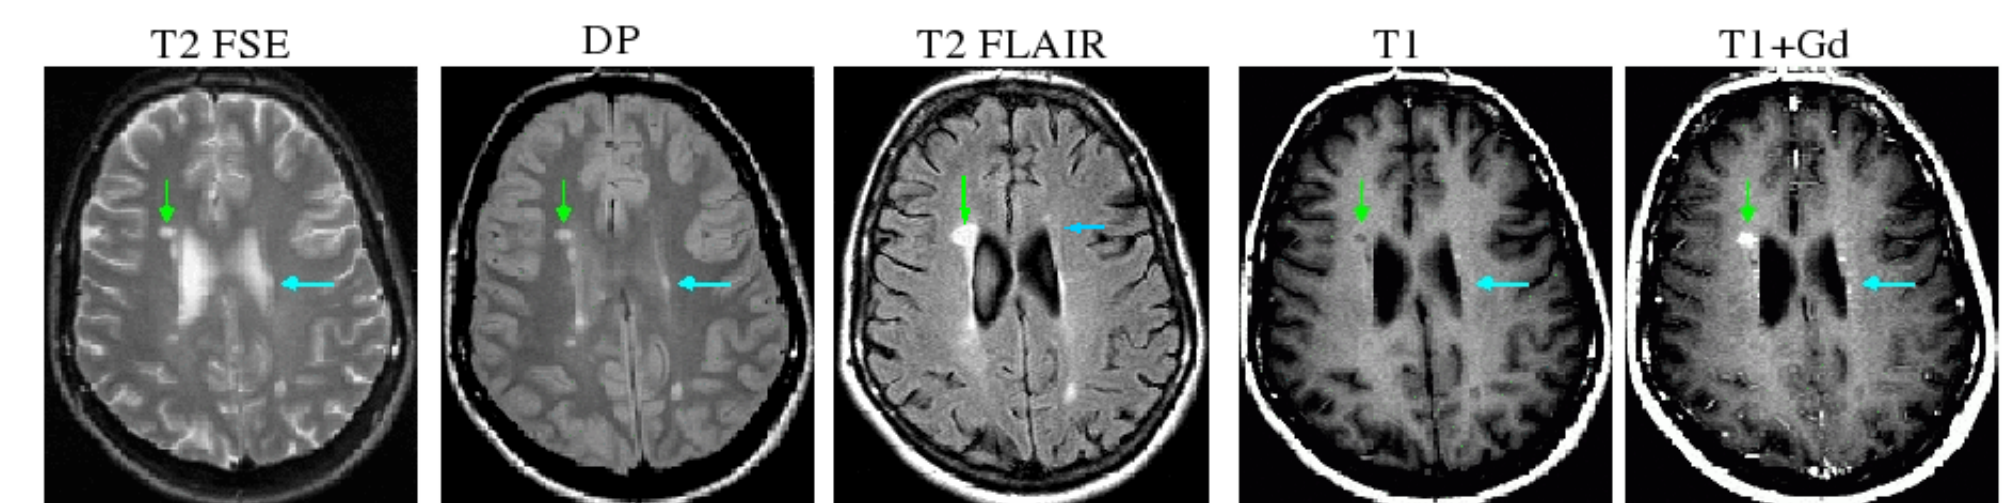 T2 FSE
DP
T2 FLAIR
T1
T1+Gd